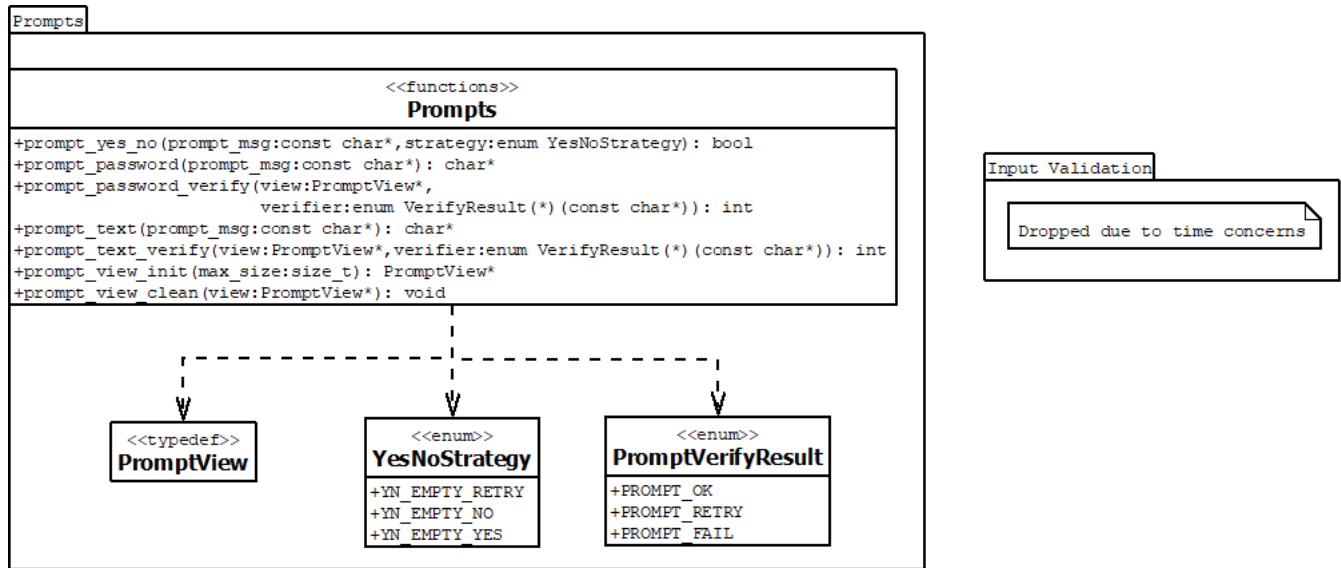 Prompts
<<functions>>
Prompts
+prompt_yes_no(prompt_msg:const char*,strategy:enum YesNoStrategy): bool
+prompt_password(prompt_msg:const char*): char*
+prompt_password_verify(view:PromptView*,
verifier:enum VerifyResult(*)(const char*)): int
+prompt_text(prompt_msg:const char*): char*
+prompt_text_verify(view:PromptView*,verifier:enum VerifyResult(*)(const char*)): int
+prompt_view_init(max_size:size_t): PromptView*
+prompt_view_clean(view:PromptView*): void
<<typedef>>
PromptView
<<enum>>
YesNoStrategy
+YN_EMPTY_RETRY
+YN_EMPTY_NO
+YN_EMPTY_YES
<<enum>>
PromptVerifyResult
+PROMPT_OK
+PROMPT_RETRY
+PROMPT_FAIL
Input Validation
Dropped due to time concerns